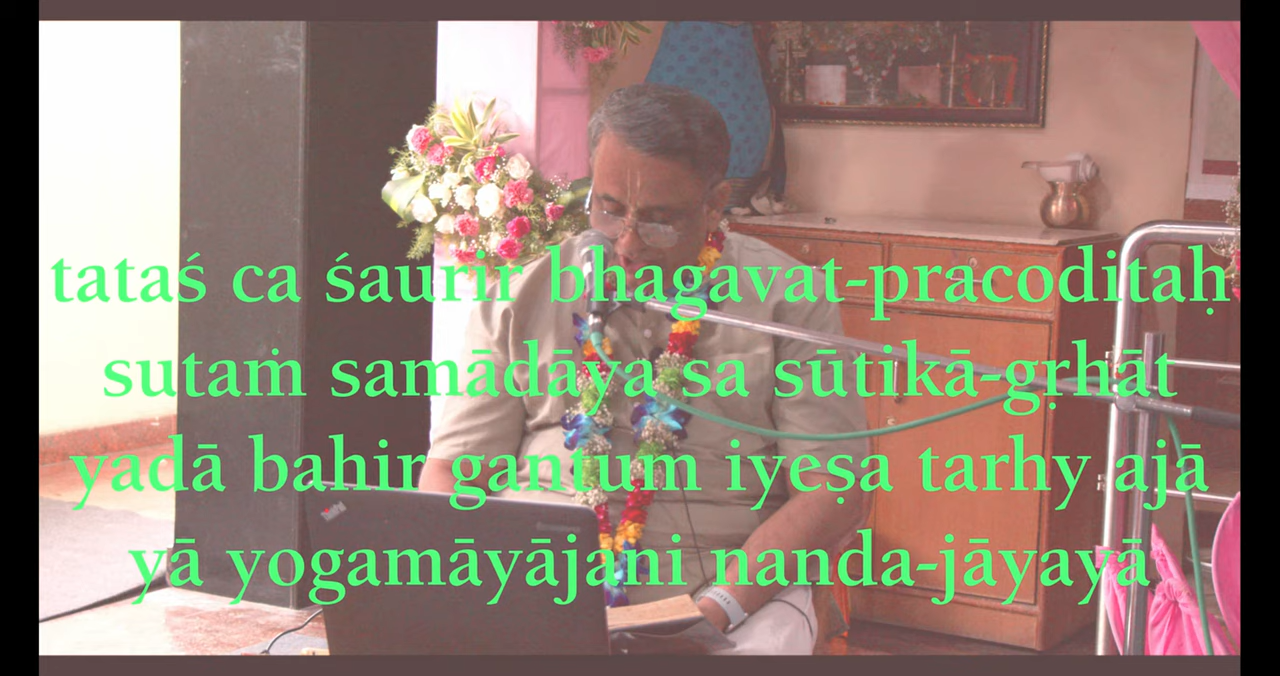 tataś ca śaurir bhagavat-pracoditaḥ
sutaṁ samādāya sa sūtikā-gṛhāt
yadā bahir gantum iyeṣa tarhy ajā
yā yogamāyājani nanda-jāyayā
ThinkPad